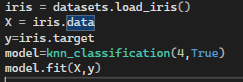 iris = datasets.load_iris()
X = iris.data
y=iris.target
model=knn_classification(4,True)
model.fit(X,y)